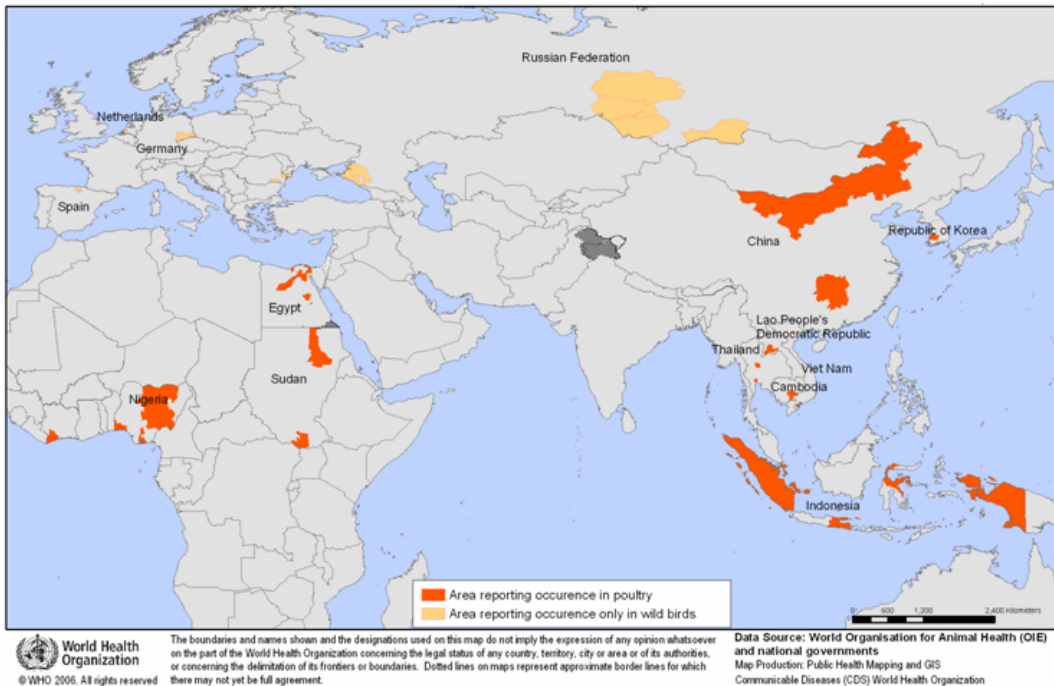 Russian Federation
Netherlands
Germany
Spain
China
Republic of Korea
Egypt
Lao People's
Democratic Republic
Thailand
Viet Nam
Sudan
Cambodia
Nigeria
Indonesia
Area reporting occurence in poultry
Area reporting occurence only in wild birds
0 600 1,200 2,400 Kilometers
World Health
Organization
© WHO 2006. All rights reserved
The boundaries and names shown and the designations used on this map do not imply the expression of any opinion whatsoever
on the part of the World Health Organization concerning the legal status of any country, territory, city or area or of its authorities,
or concerning the delimitation of its frontiers or boundaries. Dotted lines on maps represent approximate border lines for which
there may not yet be full agreement.
Data Source: World Organisation for Animal Health (OIE)
and national governments
Map Production: Public Health Mapping and GIS
Communicable Diseases (CDS) World Health Organization